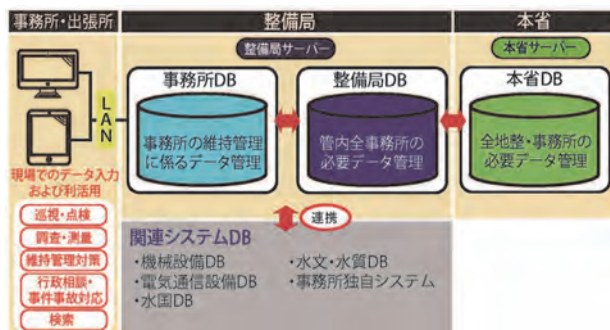 事務所・出張所
整備局
本省
整備局サーバー
本省サーバー
LAN
事務所DB
事務所の維持管理
に係るデータ管理
整備局DB
管内全事務所の
必要データ管理
本省DB
全地整・事務所の
必要データ管理
現場でのデータ入力
および利活用
巡視・点検
調査・測量
維持管理対策
行政相談・
事件事故対応
検索
連携
関連システムDB
・機械設備DB
・電気通信設備DB
・水国DB
・水文・水質DB
・事務所独自システム